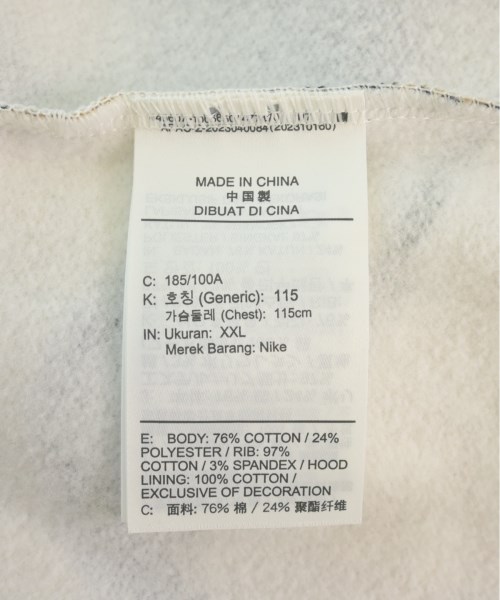 MADE IN CHINA
中国製
DIBUAT DI CINA
C: 185/100A
K: 호칭 (Generic): 115
가슴둘레 (Chest): 115cm
IN: Ukuran: XXL
Merek Barang: Nike
E: BODY: 76% COTTON / 24%
POLYESTER / RIB: 97%
COTTON / 3% SPANDEX / HOOD
LINING: 100% COTTON /
EXCLUSIVE OF DECORATION
C: 面料: 76% 棉 / 24% 聚酯纤维